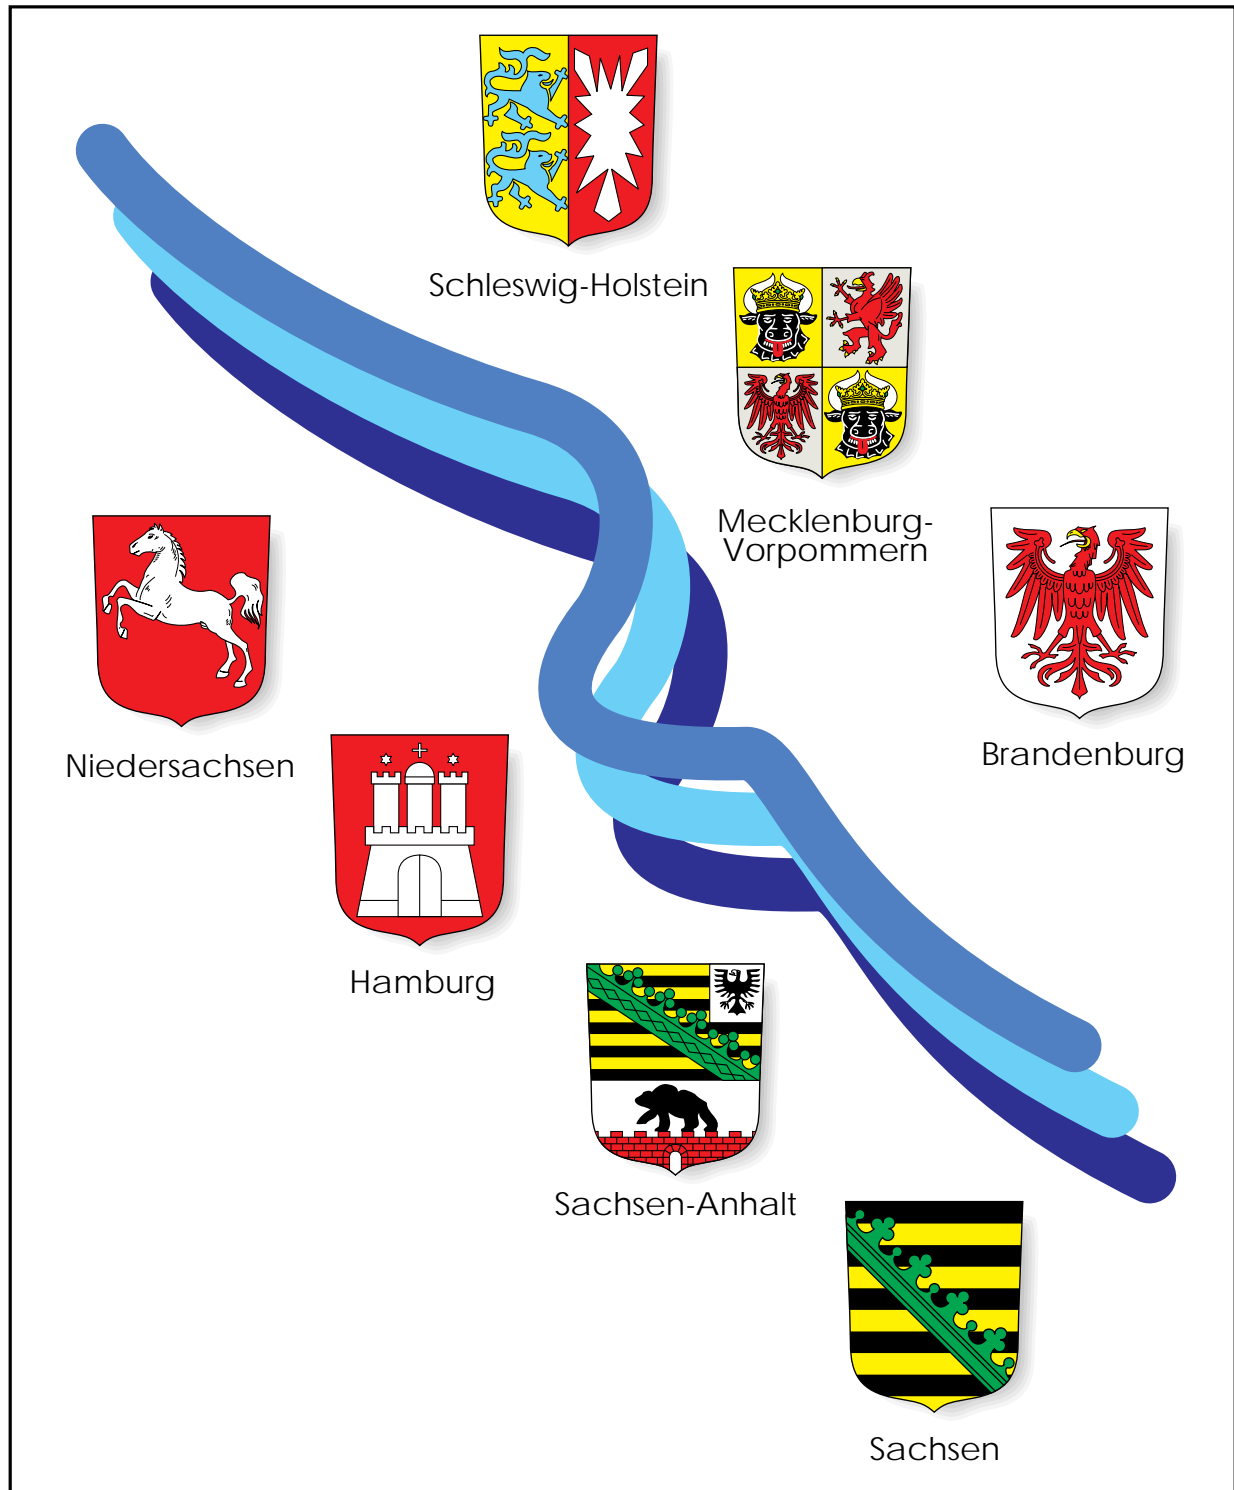 Schleswig-Holstein
Mecklenburg-
Vorpommern
Niedersachsen
Brandenburg
Hamburg
Sachsen-Anhalt
Sachsen